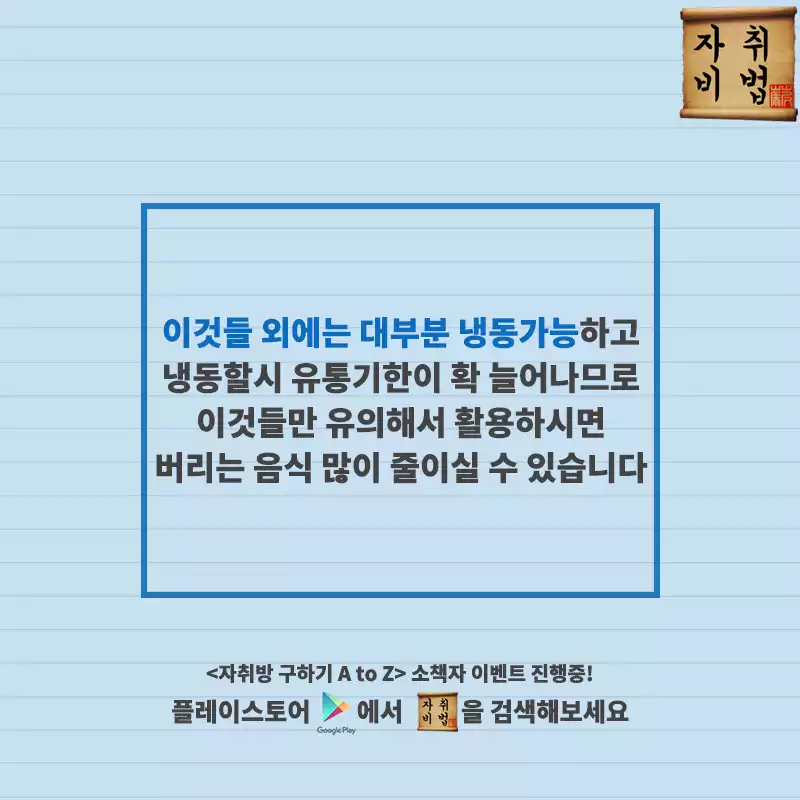 자취
비법
이것들 외에는 대부분 냉동가능하고
냉동할시 유통기한이 확 늘어나므로
이것들만 유의해서 활용하시면
버리는 음식 많이 줄이실 수 있습니다
<자취방 구하기 A to Z> 소책자 이벤트 진행중!
플레이스토어 Google Play 에서 자취비법 을 검색해보세요